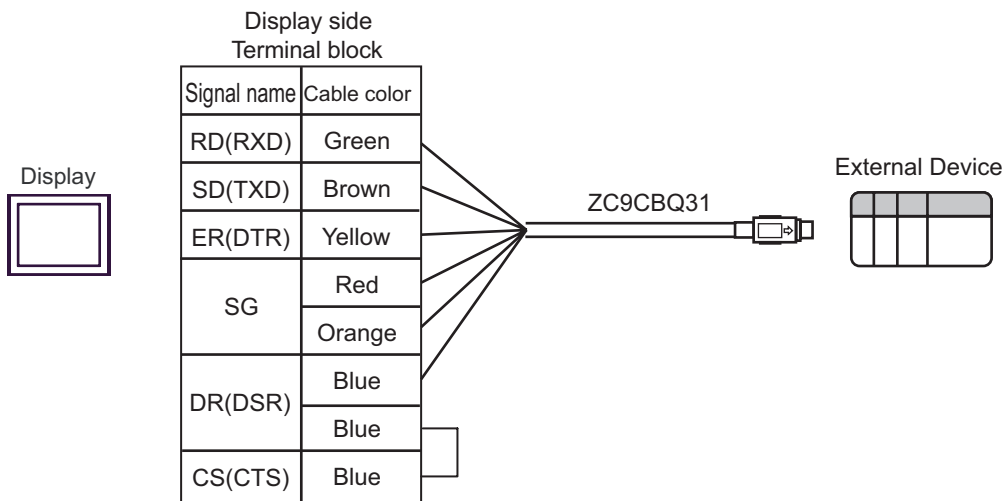 Display side
Terminal block
Signal name Cable color
RD(RXD) Green
SD(TXD) Brown
ER(DTR) Yellow
SG Red
Orange
DR(DSR) Blue
Blue
CS(CTS) Blue
Display
ZC9CBQ31
External Device